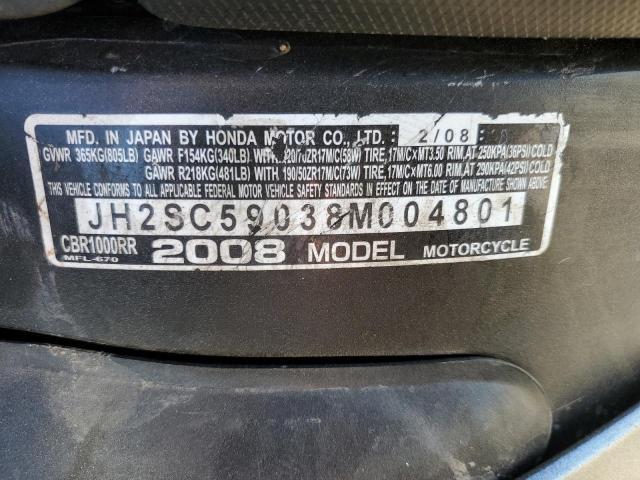 MFD. IN JAPAN BY HONDA MOTOR CO., LTD. 2/08
GVWR 365KG(805LB) GAWR F154KG(340LB) WITH 120/70ZR17M/C(58W) TIRE, 17M/C×MT3.50 RIM, AT 250KPA(36PSI) COLD
GAWR R218KG(481LB) WITH 190/50ZR17M/C(73W) TIRE, 17M/C×MT6.00 RIM, AT 290KPA(42PSI) COLD
THIS VEHICLE CONFORMS TO ALL APPLICABLE FEDERAL MOTOR
VEHICLE SAFETY STANDARDS IN EFFECT ON THE DATE OF MANUFACTURE SHOWN ABOVE.
JH2SC59038M004801
CBR1000RR 2008 MODEL MOTORCYCLE
MFL-670